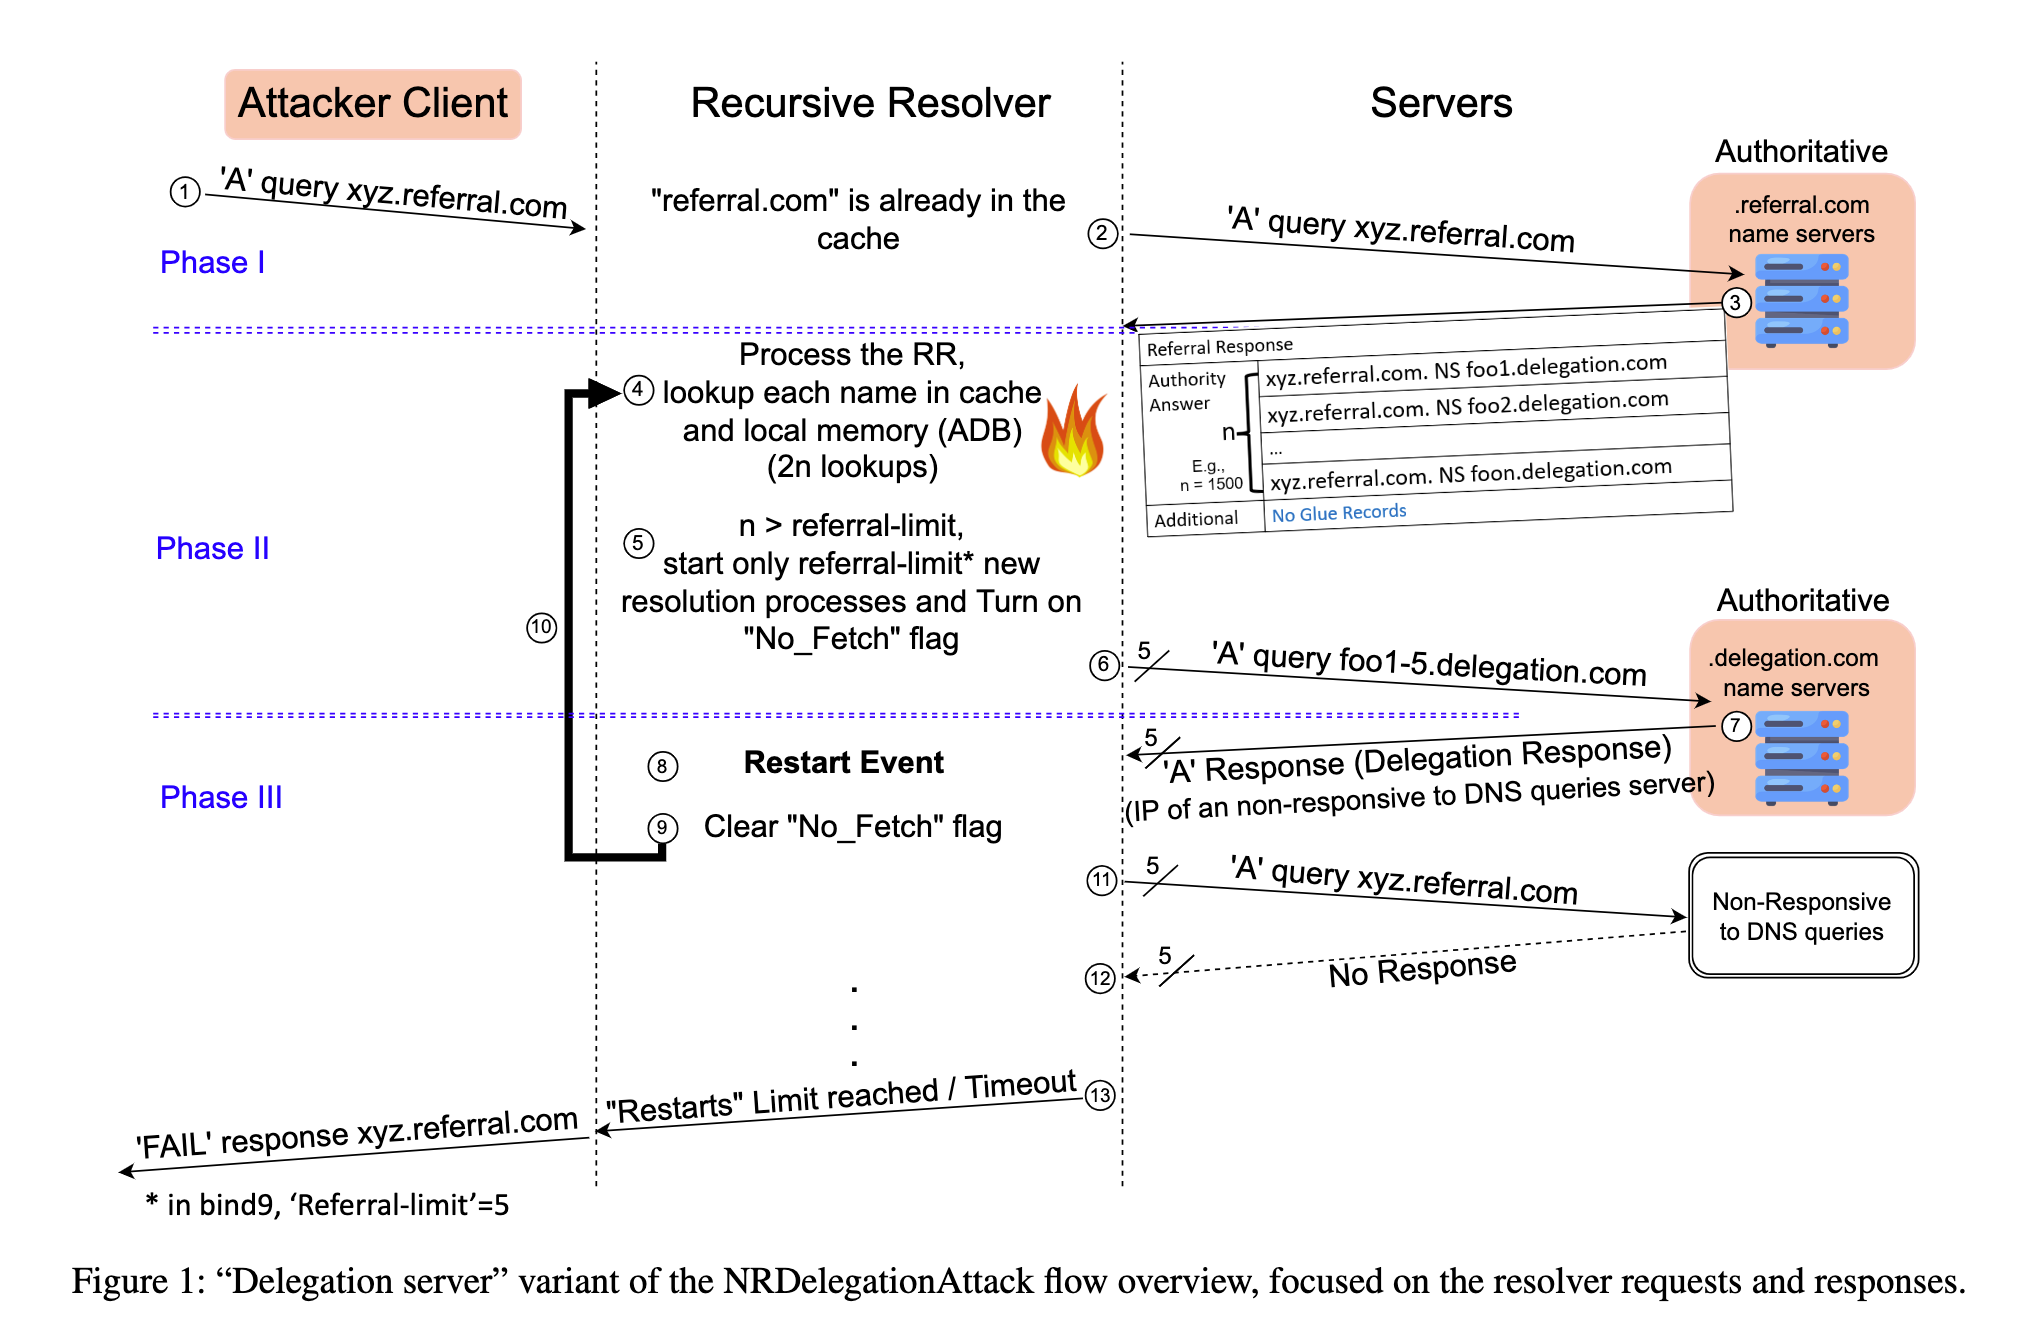 Attacker Client
Recursive Resolver
Servers
Authoritative
.referral.com
name servers
1
'A' query xyz.referral.com
"referral.com" is already in the
cache
2
'A' query xyz.referral.com
Phase I
3
Referral Response
Authority
Answer
n
E.g.,
n = 1500
xyz.referral.com. NS foo1.delegation.com
xyz.referral.com. NS foo2.delegation.com
...
xyz.referral.com. NS foon.delegation.com
Additional
No Glue Records
Process the RR,
4
lookup each name in cache
and local memory (ADB)
(2n lookups)
Phase II
5
n > referral-limit,
start only referral-limit* new
resolution processes and Turn on
"No_Fetch" flag
10
Authoritative
.delegation.com
name servers
6
5
'A' query foo1-5.delegation.com
7
5
'A' Response (Delegation Response)
(IP of an non-responsive to DNS queries server)
Phase III
8
Restart Event
9
Clear "No_Fetch" flag
11
5
'A' query xyz.referral.com
Non-Responsive
to DNS queries
12
5
No Response
.
.
.
13
"Restarts" Limit reached / Timeout
'FAIL' response xyz.referral.com
* in bind9, ‘Referral-limit’=5
Figure 1: “Delegation server” variant of the NRDelegationAttack flow overview, focused on the resolver requests and responses.